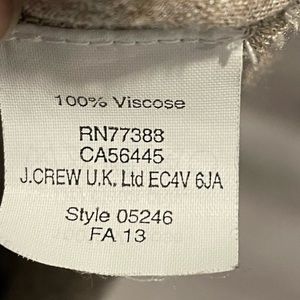 100% Viscose
RN77388
CA56445
J.CREW U.K. Ltd EC4V 6JA
Style 05246
FA 13